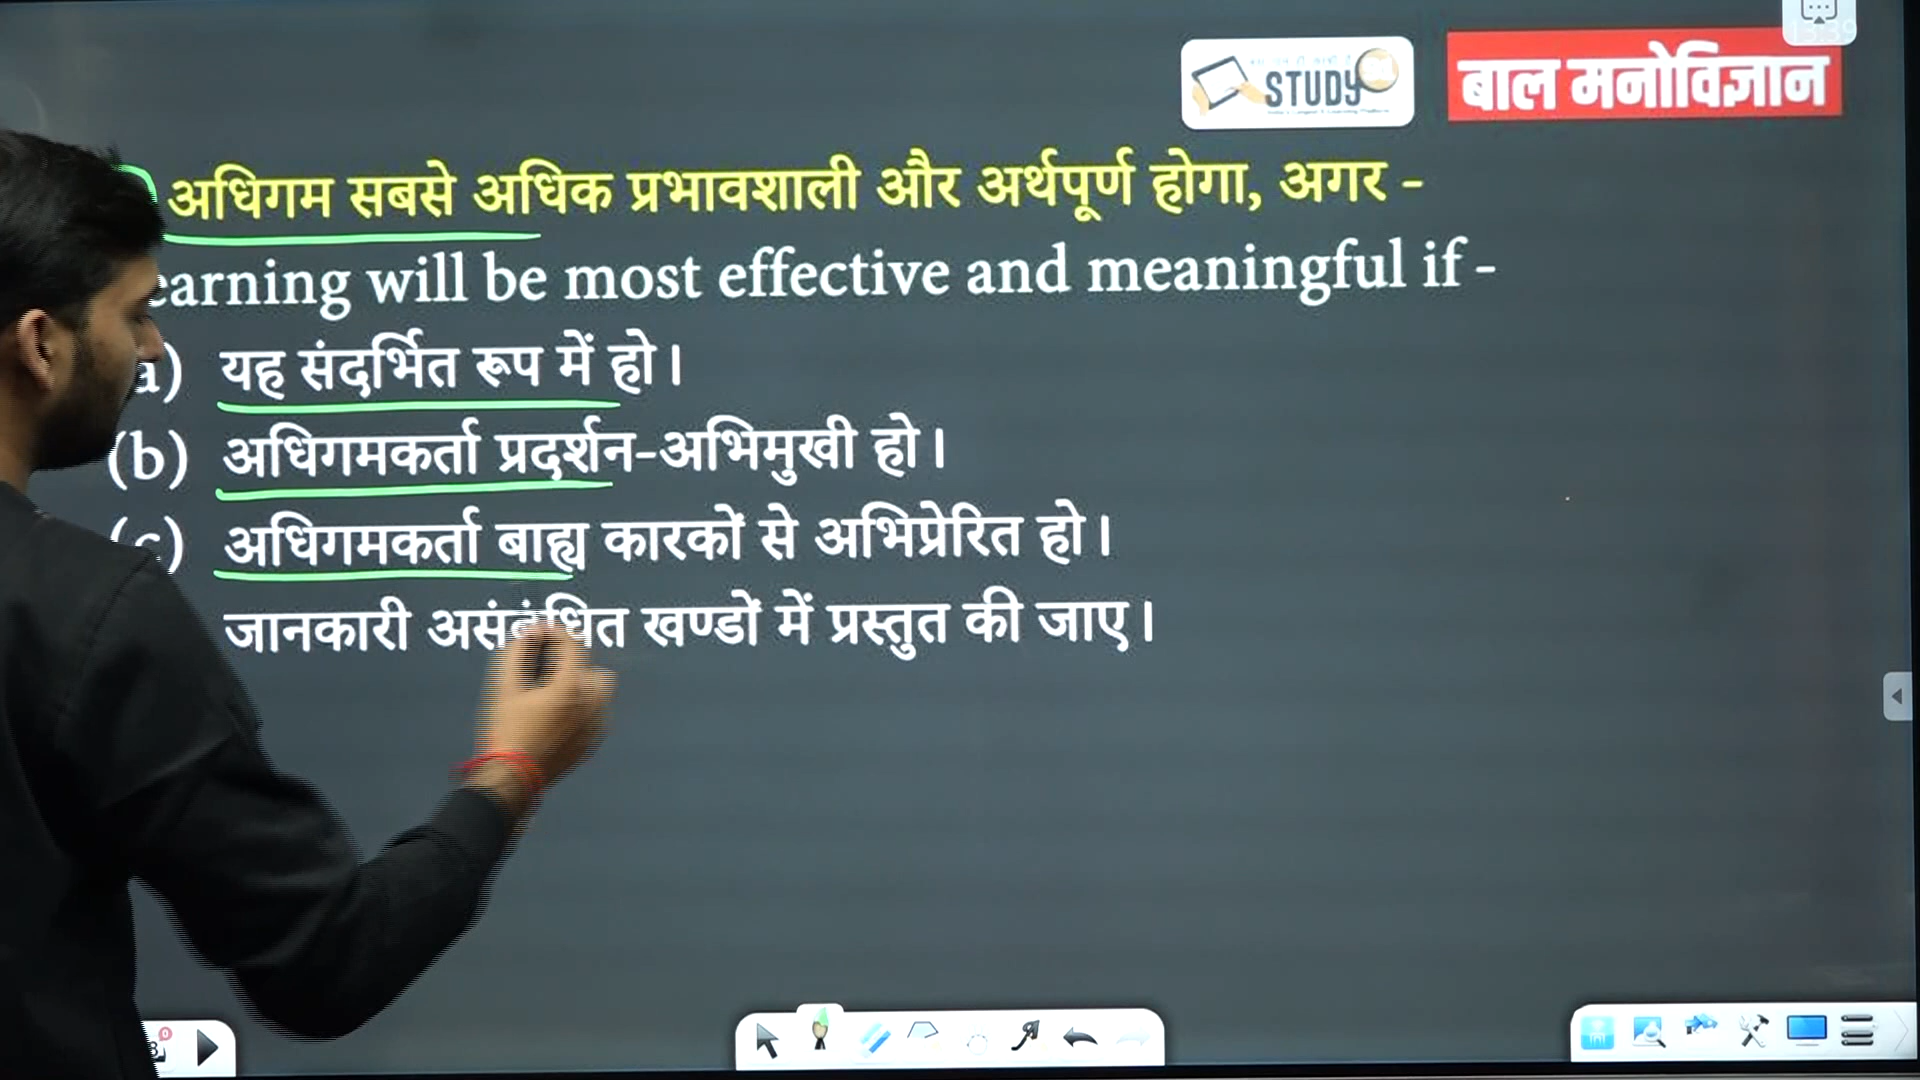 STUDY
बाल मनोविज्ञान
अधिगम सबसे अधिक प्रभावशाली और अर्थपूर्ण होगा, अगर -
earning will be most effective and meaningful if -
a) यह संदर्भित रूप में हो।
(b) अधिगमकर्ता प्रदर्शन-अभिमुखी हो।
(c) अधिगमकर्ता बाह्य कारकों से अभिप्रेरित हो।
जानकारी असंबंधित खण्डों में प्रस्तुत की जाए।